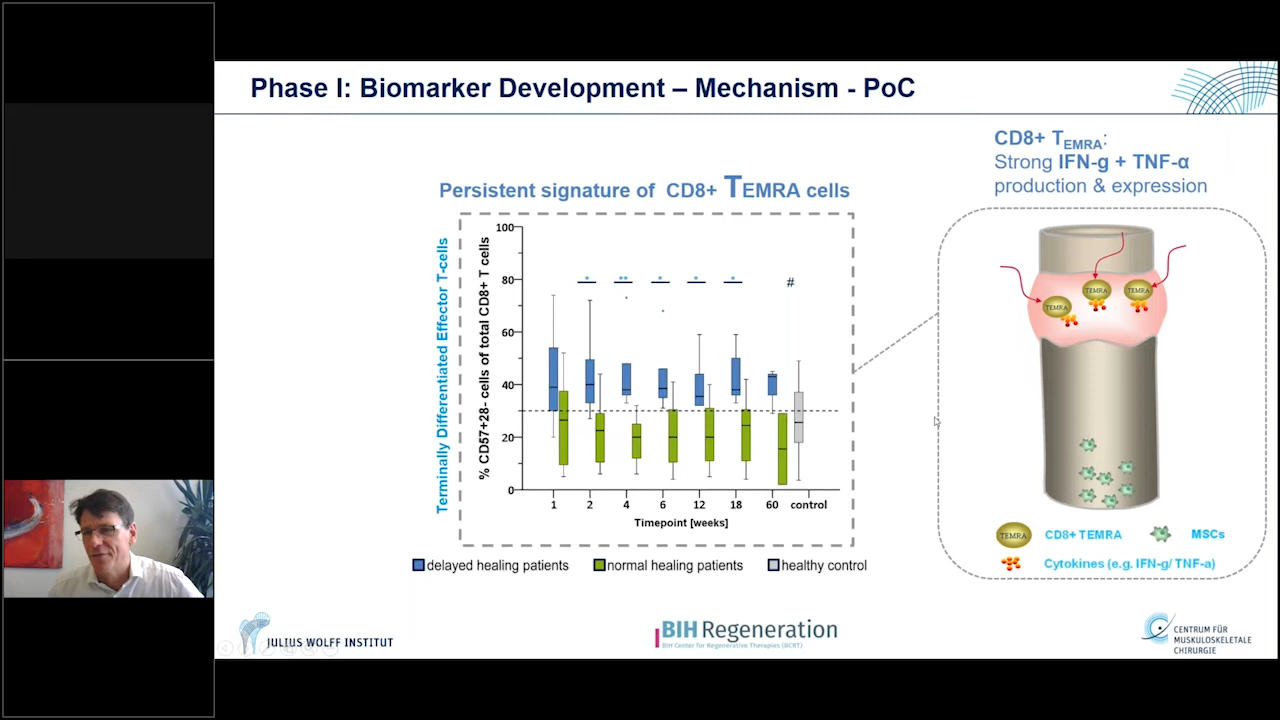 Phase I: Biomarker Development – Mechanism - PoC
CD8+ TEMRA:
Strong IFN-g + TNF-α
production & expression
Persistent signature of CD8+ TEMRA cells
Terminally Differentiated Effector T-cells
% CD57+28- cells of total CD8+ T cells
100
80
60
40
20
0
* ** * * * #
1 2 4 6 12 18 60 control
Timepoint [weeks]
delayed healing patients normal healing patients healthy control
TEMRA
TEMRA
TEMRA
TEMRA CD8+ TEMRA MSCs
Cytokines (e.g. IFN-g/ TNF-a)
JULIUS WOLFF INSTITUT
BIH Regeneration
BIH Center for Regenerative Therapies (BCRT)
CENTRUM FÜR
MUSKULOSKELETALE
CHIRURGIE